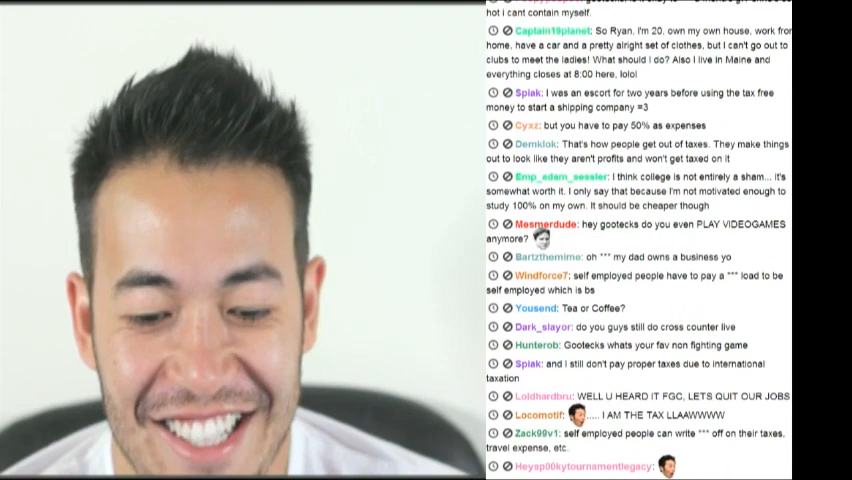 hot i cant contain myself.
Captain19planet: So Ryan, I'm 20, own my own house, work from
home, have a car and a pretty alright set of clothes, but I can't go out to
clubs to meet the ladies! What should I do? Also I live in Maine and
everything closes at 8:00 here, lolol
Spiak: I was an escort for two years before using the tax free
money to start a shipping company =3
Cyxz: but you have to pay 50% as expenses
Demklok: That's how people get out of taxes. They make things
out to look like they aren't profits and won't get taxed on it
Emp_adam_sessler: I think college is not entirely a sham... it's
somewhat worth it. I only say that because I'm not motivated enough to
study 100% on my own. It should be cheaper though
Mesmerdude: hey gootecks do you even PLAY VIDEOGAMES
anymore?
Bartzthemime: oh *** my dad owns a business yo
Windforce7: self employed people have to pay a *** load to be
self employed which is bs
Yousend: Tea or Coffee?
Dark_slayor: do you guys still do cross counter live
Hunterob: Gootecks whats your fav non fighting game
Spiak: and I still don't pay proper taxes due to international
taxation
Loldhardbru: WELL U HEARD IT FGC, LETS QUIT OUR JOBS
Locomotif: ..... I AM THE TAX LLAAWWWW
Zack99v1: self employed people can write *** off on their taxes,
travel expense, etc.
Heysp00kytournamentlegacy: